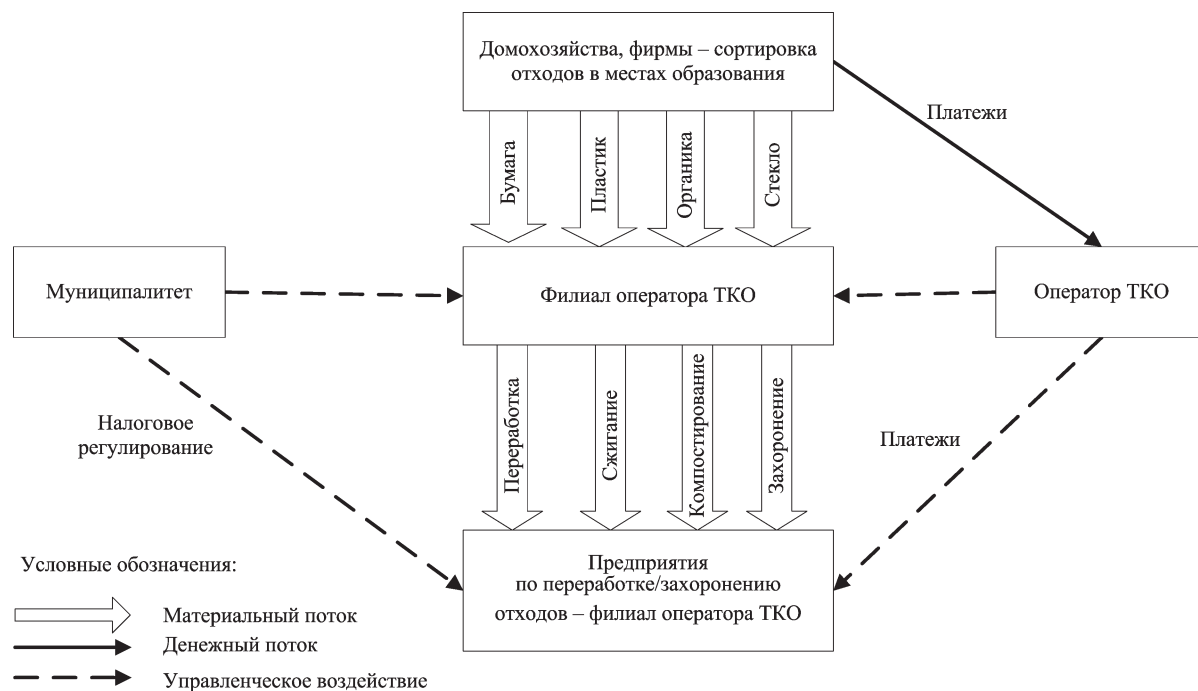 Домохозяйства, фирмы – сортировка
отходов в местах образования
Платежи
Бумага
Пластик
Органика
Стекло
Муниципалитет
Филиал оператора ТКО
Оператор ТКО
Налоговое
регулирование
Переработка
Сжигание
Компостирование
Захоронение
Платежи
Предприятия
по переработке/захоронению
отходов – филиал оператора ТКО
Условные обозначения:
Материальный поток
Денежный поток
Управленческое воздействие